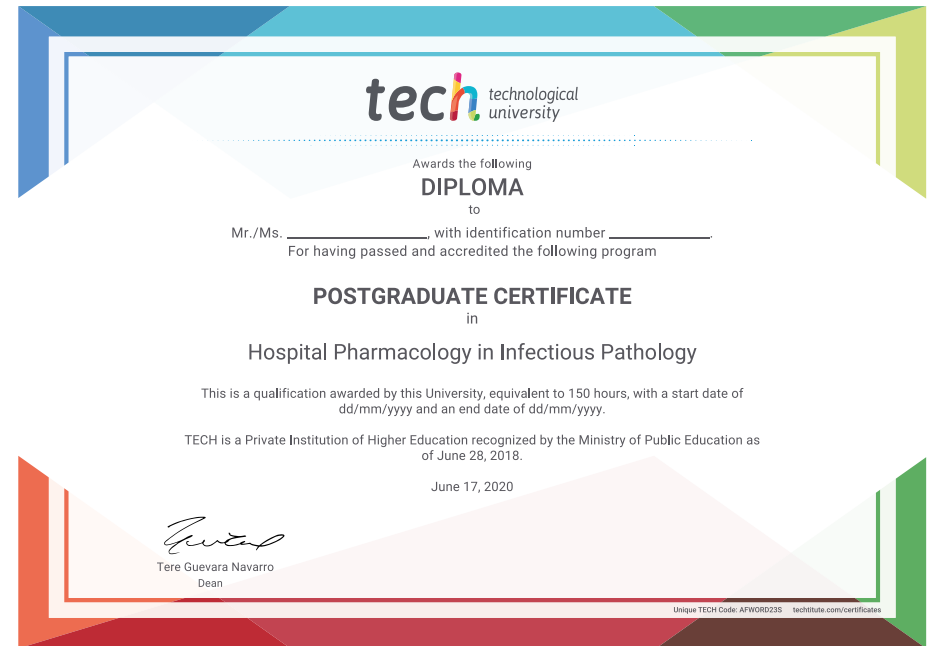 tech technological
university
Awards the following
DIPLOMA
to
Mr./Ms. ____________________, with identification number ______________.
For having passed and accredited the following program
POSTGRADUATE CERTIFICATE
in
Hospital Pharmacology in Infectious Pathology
This is a qualification awarded by this University, equivalent to 150 hours, with a start date of
dd/mm/yyyy and an end date of dd/mm/yyyy.
TECH is a Private Institution of Higher Education recognized by the Ministry of Public Education as
of June 28, 2018.
June 17, 2020
Tere Guevara Navarro
Dean
Unique TECH Code: AFWORD23S techtitute.com/certificates